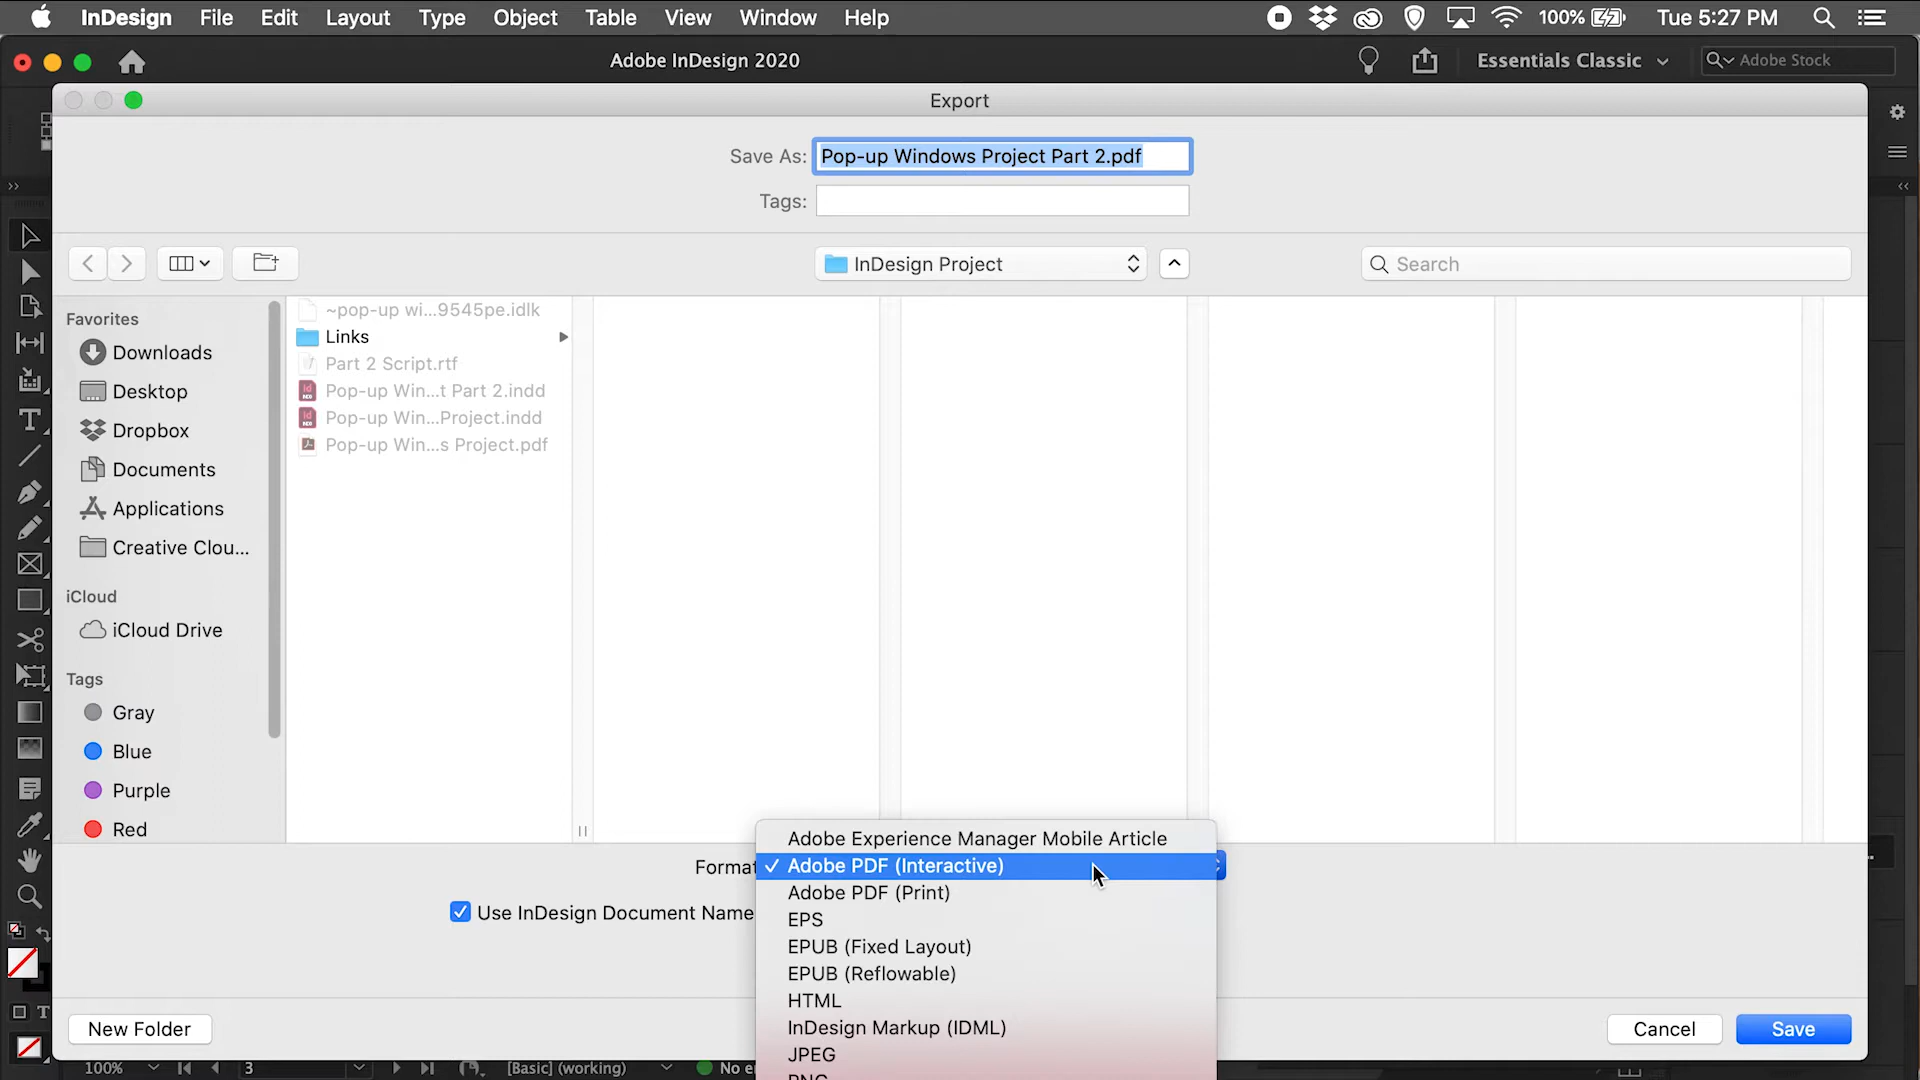 InDesign File Edit Layout Type Object Table View Window Help 100% Tue 5:27 PM
Adobe InDesign 2020 Essentials Classic Adobe Stock
Export
Save As: Pop-up Windows Project Part 2.pdf
Tags:
InDesign Project Search
Favorites
Downloads
Desktop
Dropbox
Documents
Applications
Creative Clou...
iCloud
iCloud Drive
Tags
Gray
Blue
Purple
Red
~pop-up wi...9545pe.idlk
Links
Part 2 Script.rtf
Pop-up Win...t Part 2.indd
Pop-up Win...Project.indd
Pop-up Win...s Project.pdf
Format
Use InDesign Document Name
Adobe Experience Manager Mobile Article
✓ Adobe PDF (Interactive)
Adobe PDF (Print)
EPS
EPUB (Fixed Layout)
EPUB (Reflowable)
HTML
InDesign Markup (IDML)
JPEG
PNG
New Folder Cancel Save
100% 3 [Basic] (working) No er